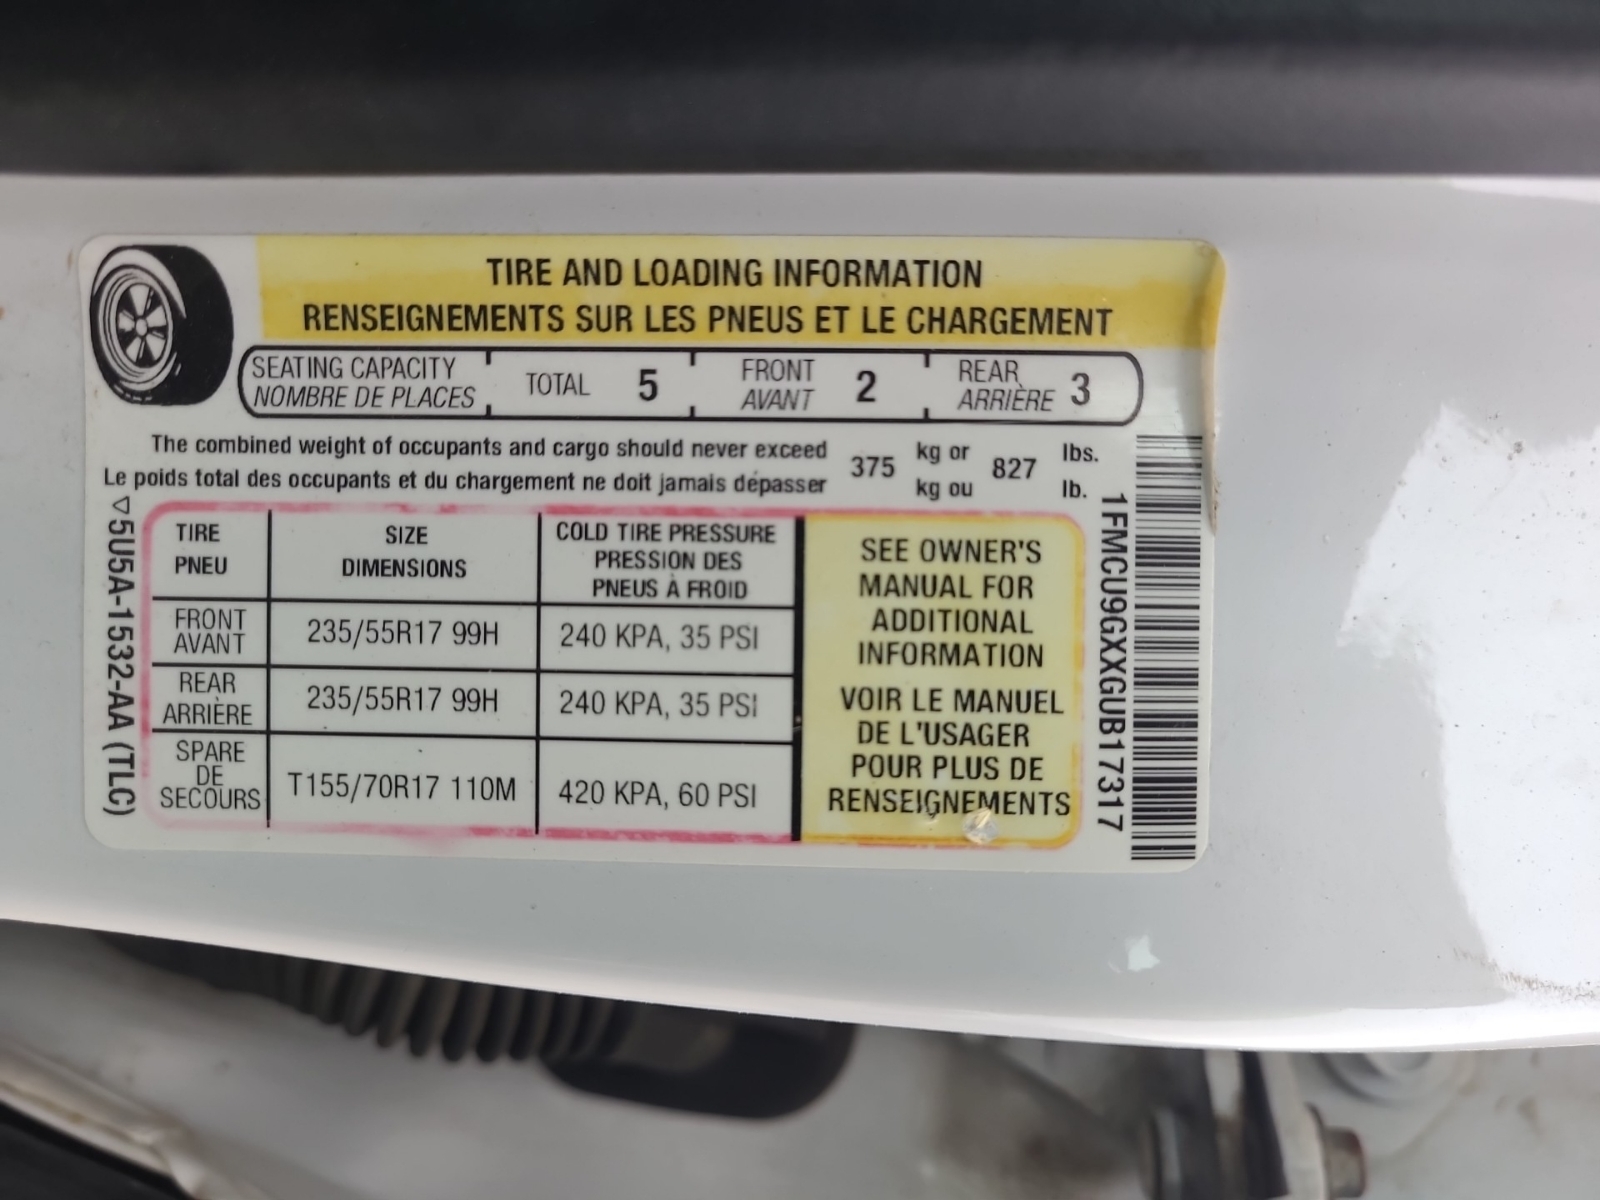 TIRE AND LOADING INFORMATION
RENSEIGNEMENTS SUR LES PNEUS ET LE CHARGEMENT
SEATING CAPACITY
NOMBRE DE PLACES
TOTAL 5
FRONT
AVANT
2
REAR
ARRIÈRE
3
The combined weight of occupants and cargo should never exceed
Le poids total des occupants et du chargement ne doit jamais dépasser
375
kg or
kg ou
827
lbs.
lb.
TIRE
PNEU
SIZE
DIMENSIONS
COLD TIRE PRESSURE
PRESSION DES
PNEUS À FROID
FRONT
AVANT
235/55R17 99H
240 KPA, 35 PSI
REAR
ARRIÈRE
235/55R17 99H
240 KPA, 35 PSI
SPARE
DE
SECOURS
T155/70R17 110M
420 KPA, 60 PSI
SEE OWNER'S
MANUAL FOR
ADDITIONAL
INFORMATION
VOIR LE MANUEL
DE L'USAGER
POUR PLUS DE
RENSEIGNEMENTS
▽5U5A-1532-AA (TLC)
1FMCU9GXXGUB17317